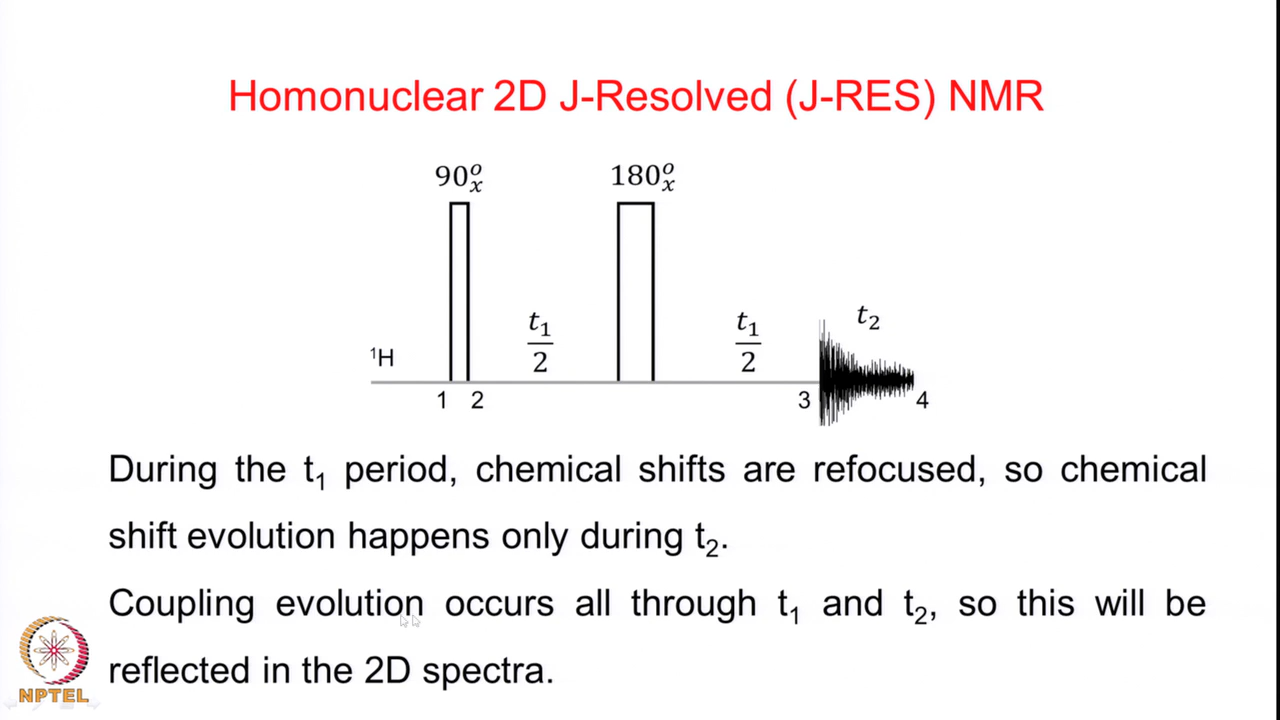 Homonuclear 2D J-Resolved (J-RES) NMR
90ₓᵒ
180ₓᵒ
t₁/2
t₁/2
t₂
¹H
1 2 3 4
During the t₁ period, chemical shifts are refocused, so chemical
shift evolution happens only during t₂.
Coupling evolution occurs all through t₁ and t₂, so this will be
reflected in the 2D spectra.
NPTEL